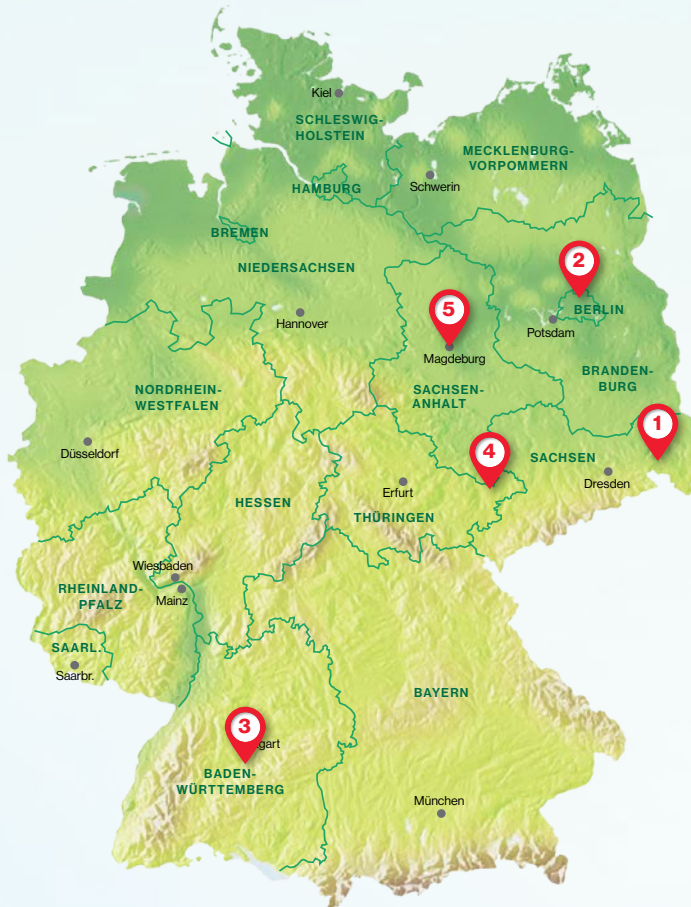 Kiel
SCHLESWIG-
HOLSTEIN
MECKLENBURG-
VORPOMMERN
HAMBURG
Schwerin
BREMEN
NIEDERSACHSEN
2
BERLIN
Potsdam
5
Magdeburg
Hannover
BRANDEN-
BURG
NORDRHEIN-
WESTFALEN
SACHSEN-
ANHALT
1
Düsseldorf
4
SACHSEN
Dresden
Erfurt
HESSEN
THÜRINGEN
Wiesbaden
Mainz
RHEINLAND-
PFALZ
SAARL.
Saarbr.
BAYERN
3
gart
BADEN-
WÜRTTEMBERG
München